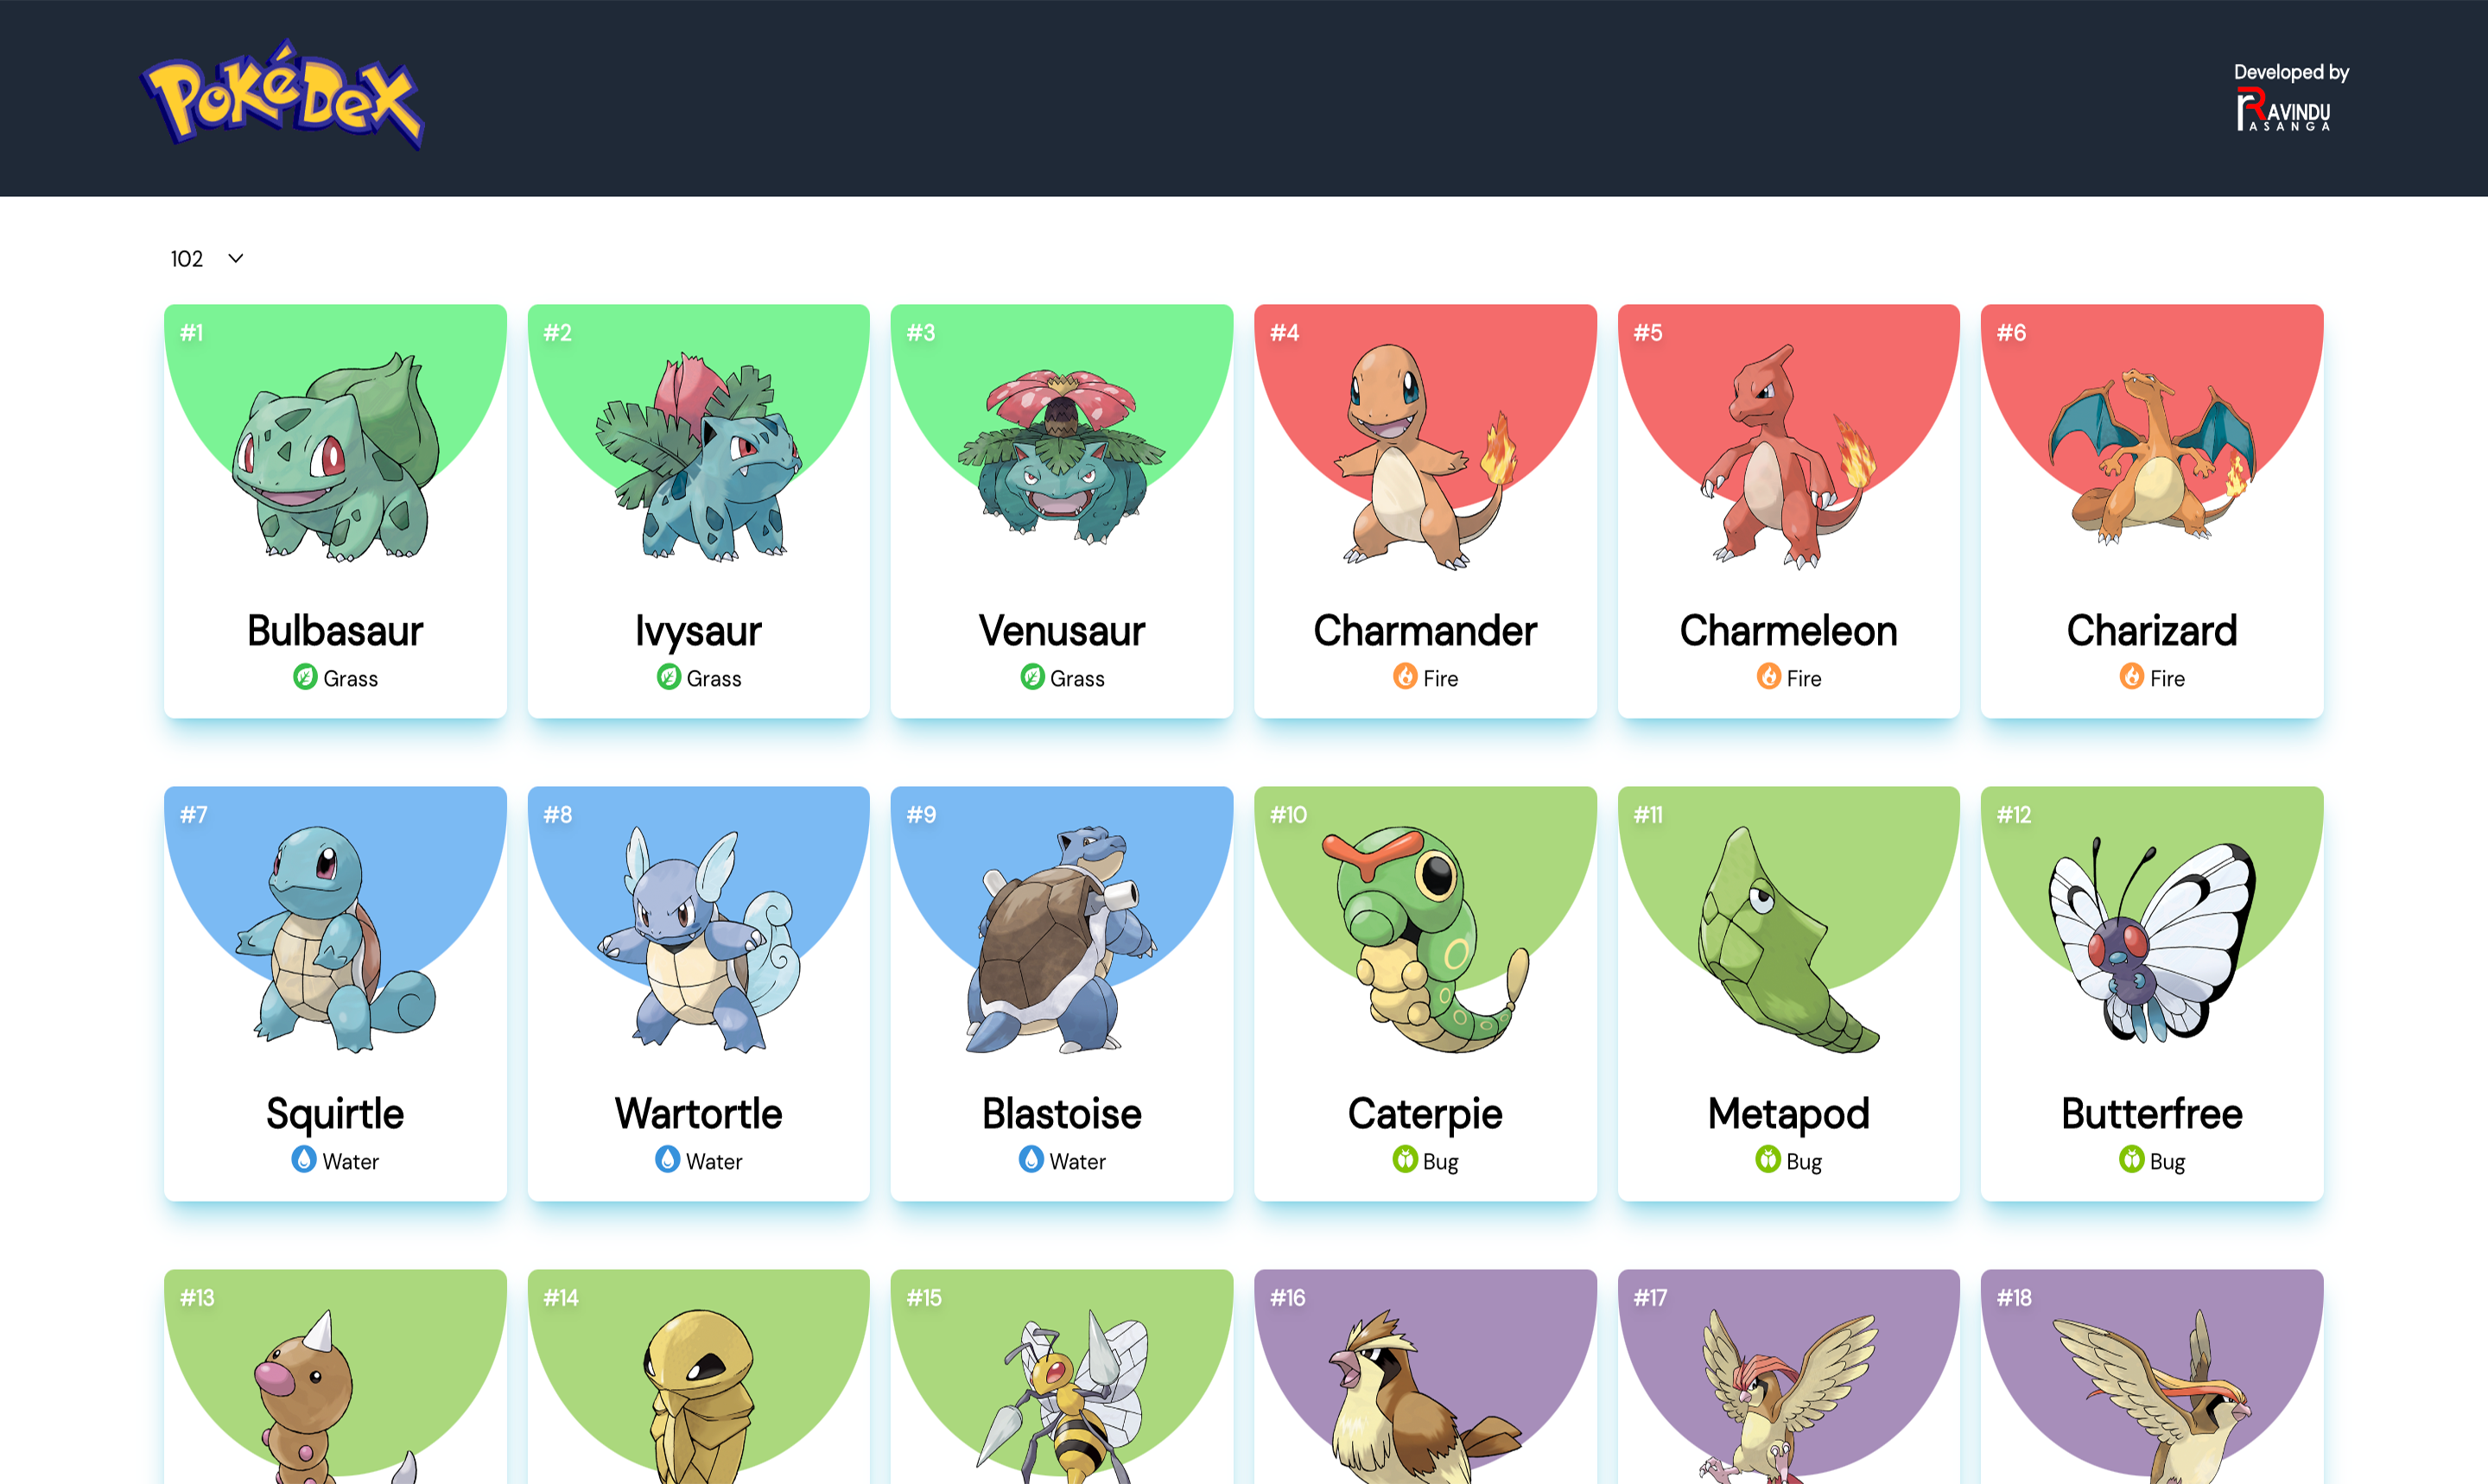 PoKéDex
Developed by
RAVINDU
ASANGA
102
#1
Bulbasaur
Grass
#2
Ivysaur
Grass
#3
Venusaur
Grass
#4
Charmander
Fire
#5
Charmeleon
Fire
#6
Charizard
Fire
#7
Squirtle
Water
#8
Wartortle
Water
#9
Blastoise
Water
#10
Caterpie
Bug
#11
Metapod
Bug
#12
Butterfree
Bug
#13
#14
#15
#16
#17
#18